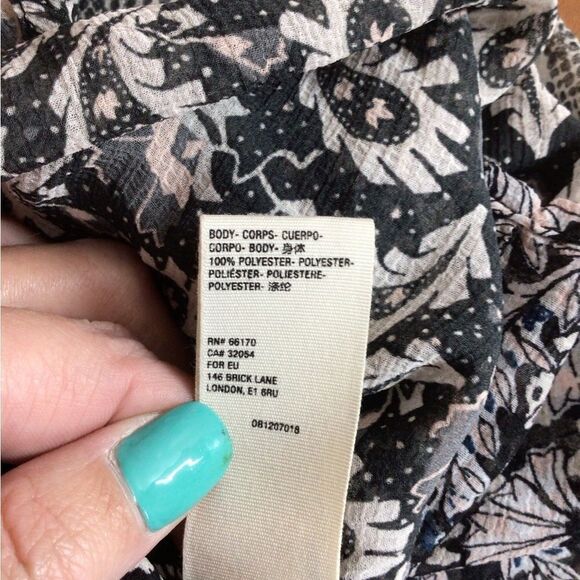 BODY- CORPS- CUERPO-
CORPO- BODY- 身体
100% POLYESTER- POLYESTER-
POLIÉSTER- POLIESTERE-
POLYESTER- 涤纶
RN# 66170
CA# 32054
FOR EU
146 BRICK LANE
LONDON, E1 6RU
081207018